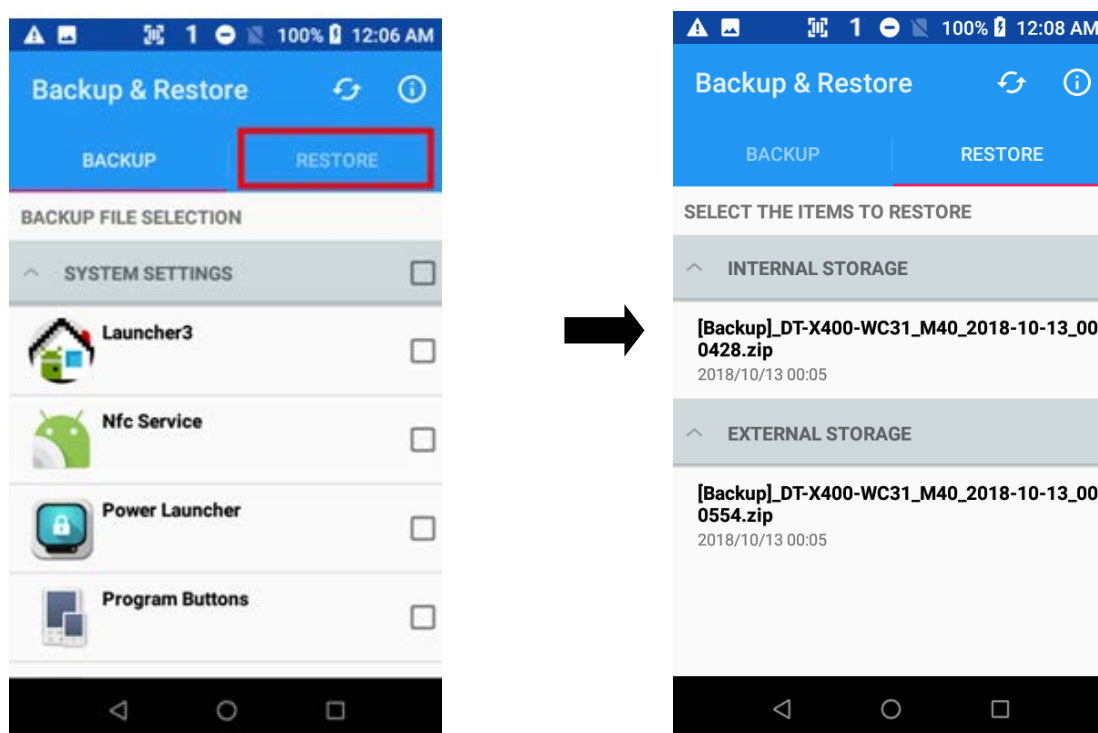 1 100% 12:06 AM
Backup & Restore
BACKUP RESTORE
BACKUP FILE SELECTION
SYSTEM SETTINGS
Launcher3
Nfc Service
Power Launcher
Program Buttons
1 100% 12:08 AM
Backup & Restore
BACKUP RESTORE
SELECT THE ITEMS TO RESTORE
INTERNAL STORAGE
[Backup]_DT-X400-WC31_M40_2018-10-13_00
0428.zip
2018/10/13 00:05
EXTERNAL STORAGE
[Backup]_DT-X400-WC31_M40_2018-10-13_00
0554.zip
2018/10/13 00:05